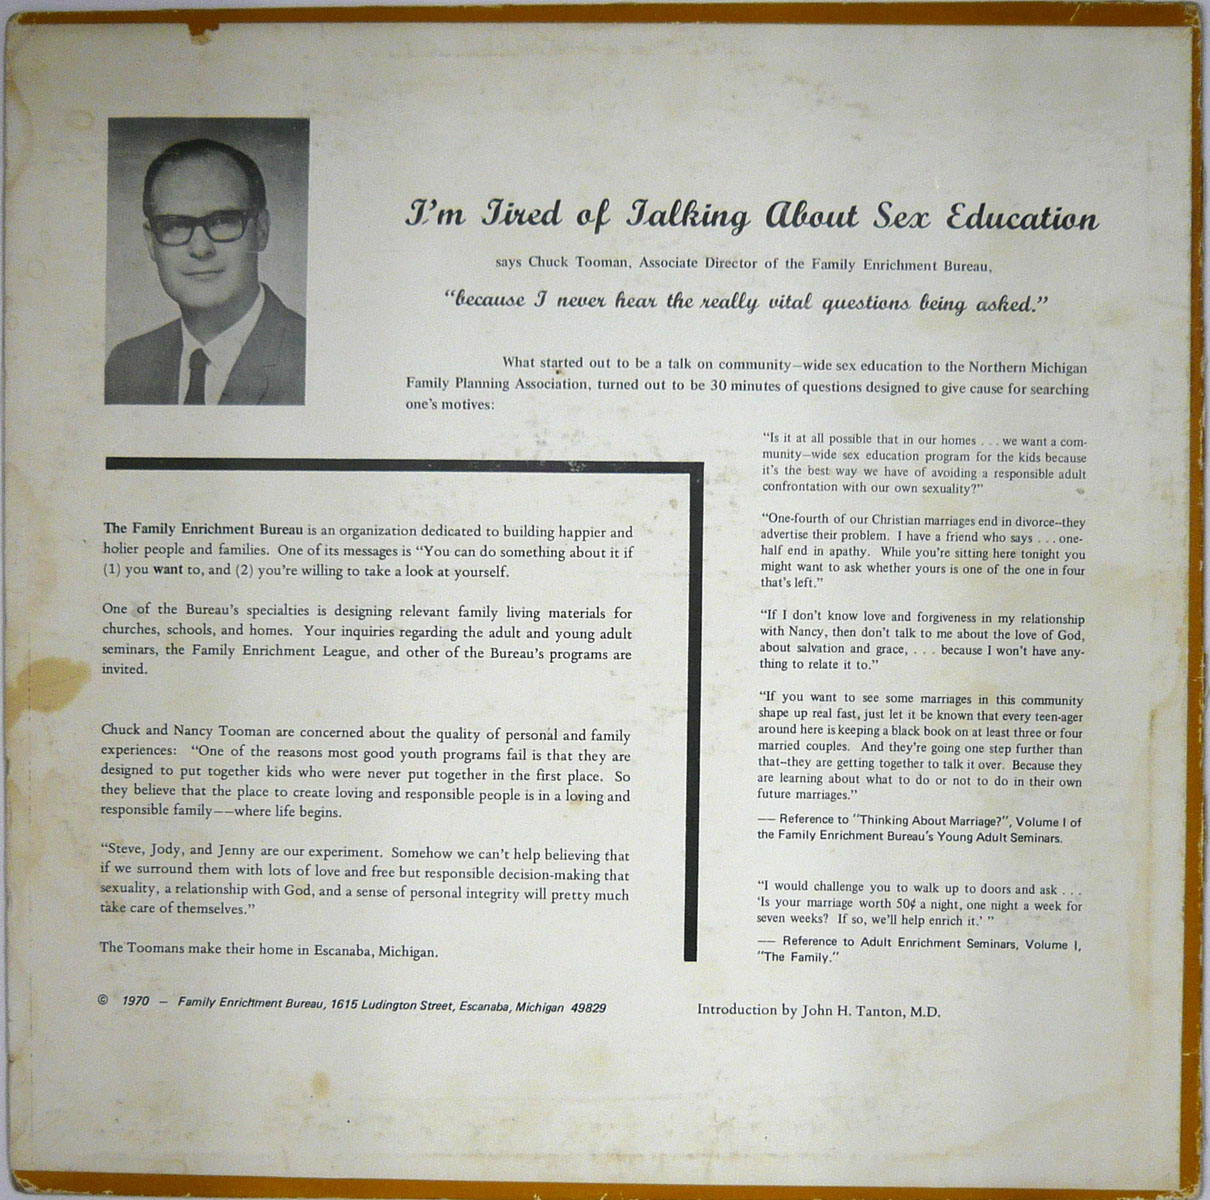 I'm Tired of Talking About Sex Education
says Chuck Tooman, Associate Director of the Family Enrichment Bureau,
"because I never hear the really vital questions being asked."
What started out to be a talk on community—wide sex education to the Northern Michigan
Family Planning Association, turned out to be 30 minutes of questions designed to give cause for searching
one's motives:
The Family Enrichment Bureau is an organization dedicated to building happier and
holier people and families. One of its messages is "You can do something about it if
(1) you want to, and (2) you're willing to take a look at yourself.
One of the Bureau's specialties is designing relevant family living materials for
churches, schools, and homes. Your inquiries regarding the adult and young adult
seminars, the Family Enrichment League, and other of the Bureau's programs are
invited.
Chuck and Nancy Tooman are concerned about the quality of personal and family
experiences: "One of the reasons most good youth programs fail is that they are
designed to put together kids who were never put together in the first place. So
they believe that the place to create loving and responsible people is in a loving and
responsible family——where life begins.
"Steve, Jody, and Jenny are our experiment. Somehow we can't help believing that
if we surround them with lots of love and free but responsible decision-making that
sexuality, a relationship with God, and a sense of personal integrity will pretty much
take care of themselves."
The Toomans make their home in Escanaba, Michigan.
© 1970 — Family Enrichment Bureau, 1615 Ludington Street, Escanaba, Michigan 49829
"Is it at all possible that in our homes . . . we want a com-
munity—wide sex education program for the kids because
it's the best way we have of avoiding a responsible adult
confrontation with our own sexuality?"
"One-fourth of our Christian marriages end in divorce--they
advertise their problem. I have a friend who says . . . one-
half end in apathy. While you're sitting here tonight you
might want to ask whether yours is one of the one in four
that's left."
"If I don't know love and forgiveness in my relationship
with Nancy, then don't talk to me about the love of God,
about salvation and grace, . . . because I won't have any-
thing to relate it to."
"If you want to see some marriages in this community
shape up real fast, just let it be known that every teen-ager
around here is keeping a black book on at least three or four
married couples. And they're going one step further than
that--they are getting together to talk it over. Because they
are learning about what to do or not to do in their own
future marriages."
—— Reference to "Thinking About Marriage?", Volume I of
the Family Enrichment Bureau's Young Adult Seminars.
"I would challenge you to walk up to doors and ask . . .
'Is your marriage worth 50¢ a night, one night a week for
seven weeks? If so, we'll help enrich it.' "
—— Reference to Adult Enrichment Seminars, Volume I,
"The Family."
Introduction by John H. Tanton, M.D.